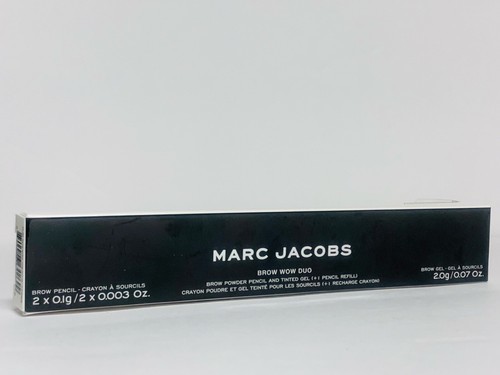 MARC JACOBS
BROW WOW DUO
BROW POWDER PENCIL AND TINTED GEL (+1 PENCIL REFILL)
CRAYON POUDRE ET GEL TEINTÉ POUR LES SOURCILS (+1 RECHARGE CRAYON)
BROW PENCIL - CRAYON À SOURCILS
2 x 0.1g/2 x 0.003 Oz.
BROW GEL - GEL À SOURCILS
2.0g/0.07 Oz.